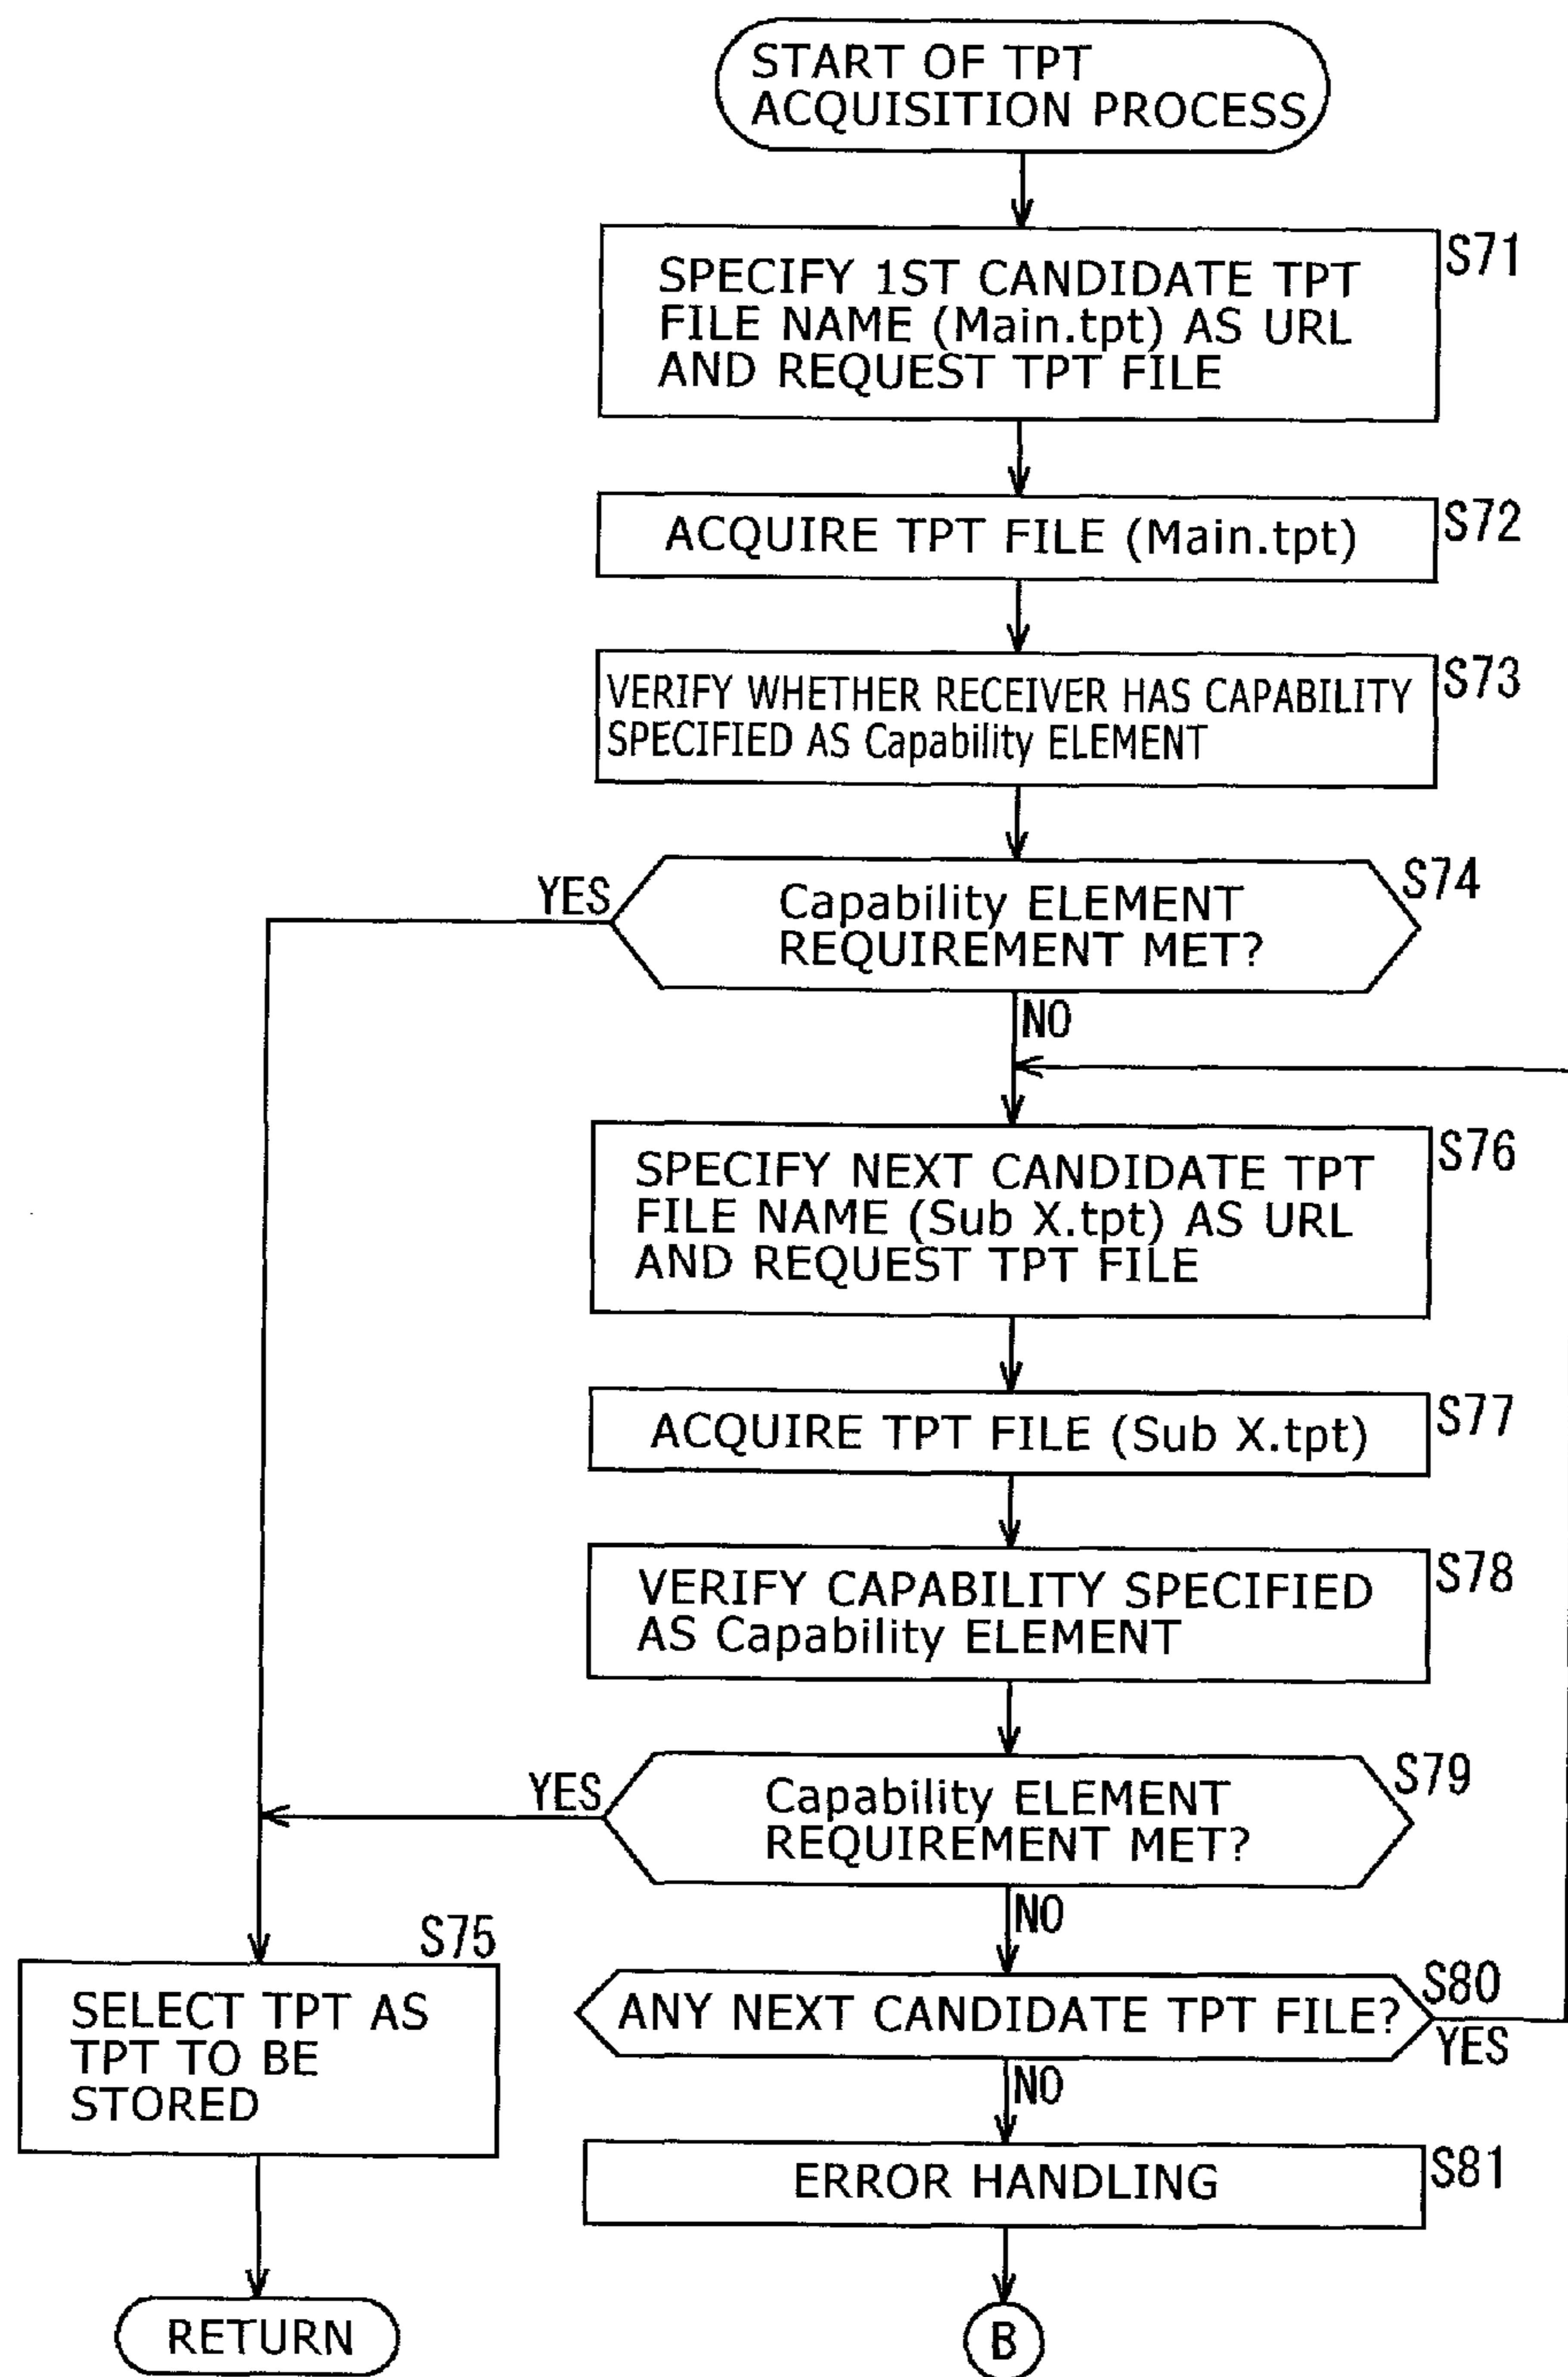 START OF TPT
ACQUISITION PROCESS
S71
SPECIFY 1ST CANDIDATE TPT
FILE NAME (Main.tpt) AS URL
AND REQUEST TPT FILE
S72
ACQUIRE TPT FILE (Main.tpt)
S73
VERIFY WHETHER RECEIVER HAS CAPABILITY
SPECIFIED AS Capability ELEMENT
S74
YES
Capability ELEMENT
REQUIREMENT MET?
NO
S76
SPECIFY NEXT CANDIDATE TPT
FILE NAME (Sub X.tpt) AS URL
AND REQUEST TPT FILE
S77
ACQUIRE TPT FILE (Sub X.tpt)
S78
VERIFY CAPABILITY SPECIFIED
AS Capability ELEMENT
S79
YES
Capability ELEMENT
REQUIREMENT MET?
NO
S75
SELECT TPT AS
TPT TO BE
STORED
S80
ANY NEXT CANDIDATE TPT FILE?
YES
NO
S81
ERROR HANDLING
RETURN
B